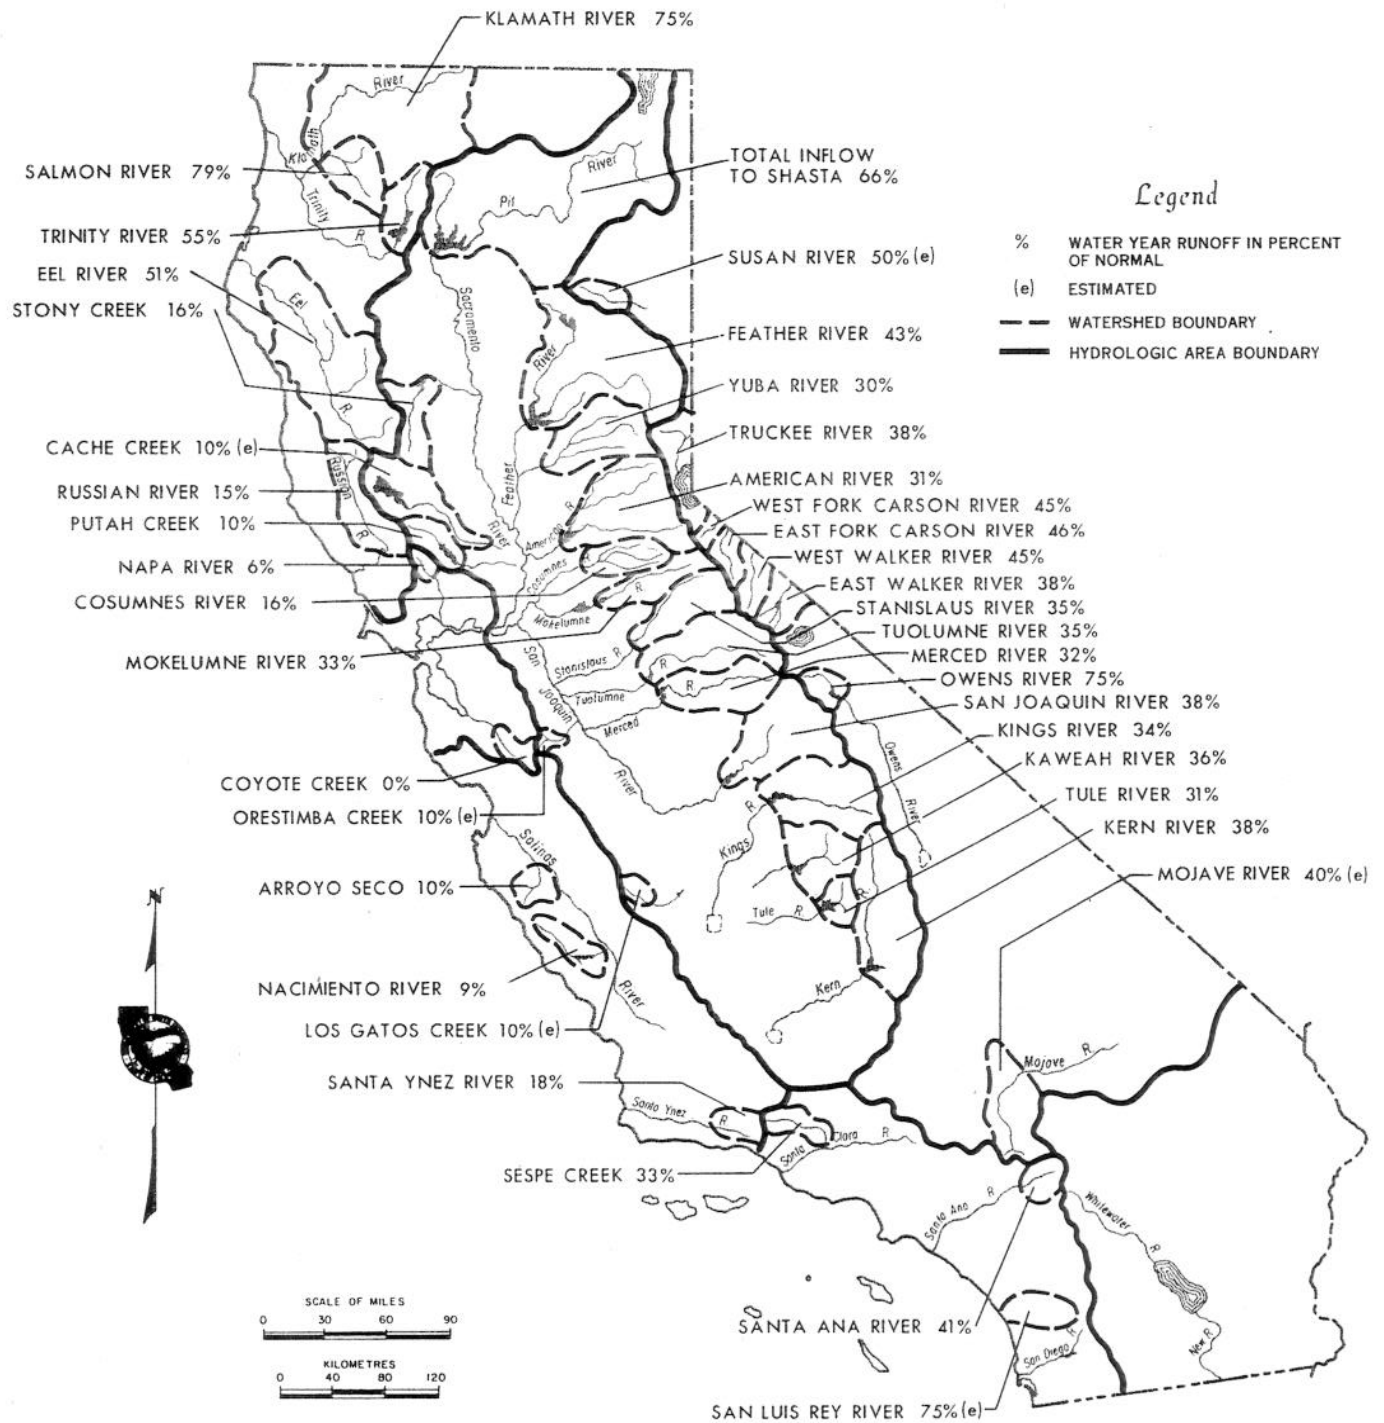 KLAMATH RIVER 75%
River
Klamath
SALMON RIVER 79%
TOTAL INFLOW
TO SHASTA 66%
River
Pit
Trinity
R
TRINITY RIVER 55%
EEL RIVER 51%
STONY CREEK 16%
Eel
R
Sacramento
River
SUSAN RIVER 50% (e)
River
FEATHER RIVER 43%
YUBA RIVER 30%
TRUCKEE RIVER 38%
Legend
% WATER YEAR RUNOFF IN PERCENT
OF NORMAL
(e) ESTIMATED
WATERSHED BOUNDARY
HYDROLOGIC AREA BOUNDARY
CACHE CREEK 10% (e)
RUSSIAN RIVER 15%
PUTAH CREEK 10%
NAPA RIVER 6%
COSUMNES RIVER 16%
MOKELUMNE RIVER 33%
Russian
R
Feather
American
R
Cosumnes
R
Mokelumne
R
AMERICAN RIVER 31%
WEST FORK CARSON RIVER 45%
EAST FORK CARSON RIVER 46%
WEST WALKER RIVER 45%
EAST WALKER RIVER 38%
STANISLAUS RIVER 35%
TUOLUMNE RIVER 35%
MERCED RIVER 32%
OWENS RIVER 75%
SAN JOAQUIN RIVER 38%
KINGS RIVER 34%
KAWEAH RIVER 36%
TULE RIVER 31%
KERN RIVER 38%
MOJAVE RIVER 40% (e)
San
Joaquin
River
Stanislaus
R
Tuolumne
R
Merced
R
Owens
River
COYOTE CREEK 0%
ORESTIMBA CREEK 10% (e)
Kings
R
Tule
R
R
Kern
Salinas
River
ARROYO SECO 10%
N
NACIMIENTO RIVER 9%
LOS GATOS CREEK 10% (e)
SANTA YNEZ RIVER 18%
Santa Ynez
R
Santa
Clara
R
SESPE CREEK 33%
Mojave
R
Santa Ana
R
Whitewater
R
SCALE OF MILES
0 30 60 90
KILOMETRES
0 40 80 120
SANTA ANA RIVER 41%
San Diego
R
New R
SAN LUIS REY RIVER 75% (e)